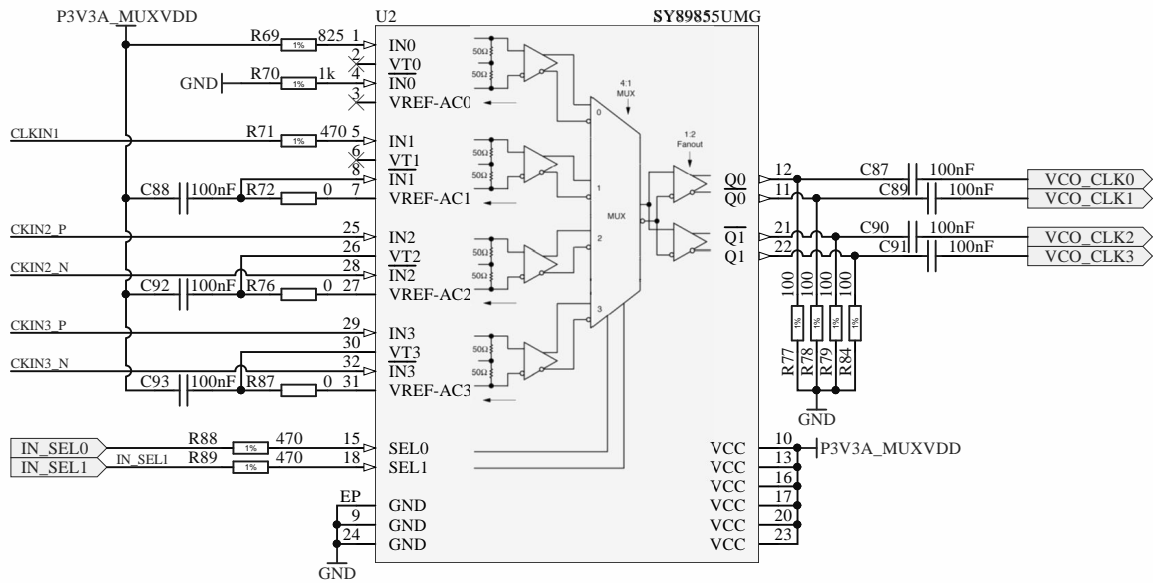 P3V3A_MUXVDD U2 SY89855UMG
R69 1% 825 1 IN0
2 VT0
GND R70 1% 1k 4 IN0
3 VREF-AC0
CLKIN1 R71 1% 470 5 IN1
6 VT1
8 IN1
C88 100nF R72 0 7 VREF-AC1
CKIN2_P 25 IN2
26 VT2
CKIN2_N 28 IN2
C92 100nF R76 0 27 VREF-AC2
CKIN3_P 29 IN3
30 VT3
CKIN3_N 32 IN3
C93 100nF R87 0 31 VREF-AC3
IN_SEL0 R88 1% 470 15 SEL0
IN_SEL1 IN_SEL1 R89 1% 470 18 SEL1
EP GND
9 GND
24 GND
GND
50Ω
50Ω
50Ω
50Ω
50Ω
50Ω
50Ω
50Ω
4:1
MUX
0
1
MUX
2
3
1:2
Fanout
Q0 12 C87 100nF VCO_CLK0
Q0 11 C89 100nF VCO_CLK1
Q1 21 C90 100nF VCO_CLK2
Q1 22 C91 100nF VCO_CLK3
100 100 100 100
1% 1% 1% 1%
R77 R78 R79 R84
GND
VCC 10 P3V3A_MUXVDD
VCC 13
VCC 16
VCC 17
VCC 20
VCC 23